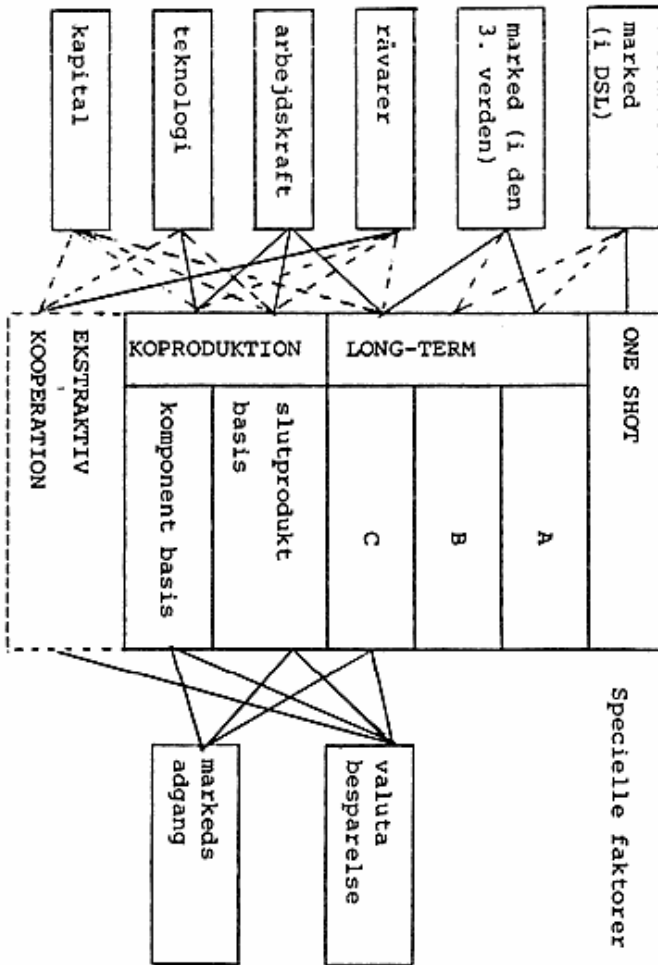 marked
(i DSL)
marked (i den
3. verden)
rävarer
arbejdskraft
teknologi
kapital
ONE SHOT
LONG-TERM
A
B
C
KOPRODUKTION
slutprodukt
basis
komponent basis
EKSTRAKTIV
KOOPERATION
Specielle faktorer
valuta
besparelse
markeds
adgang